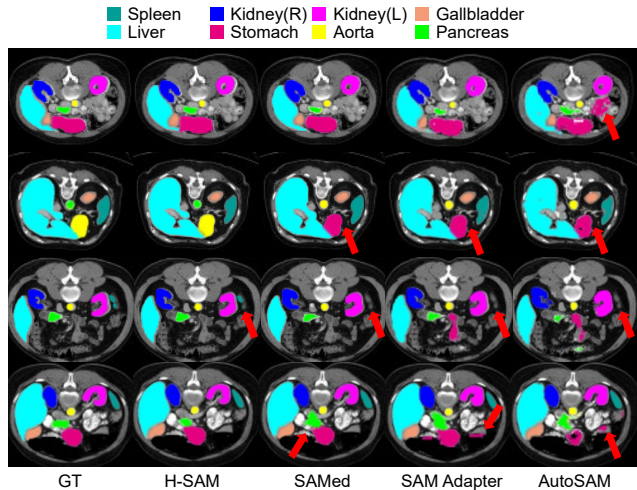 Spleen Kidney(R) Kidney(L) Gallbladder
Liver Stomach Aorta Pancreas
GT H-SAM SAMed SAM Adapter AutoSAM